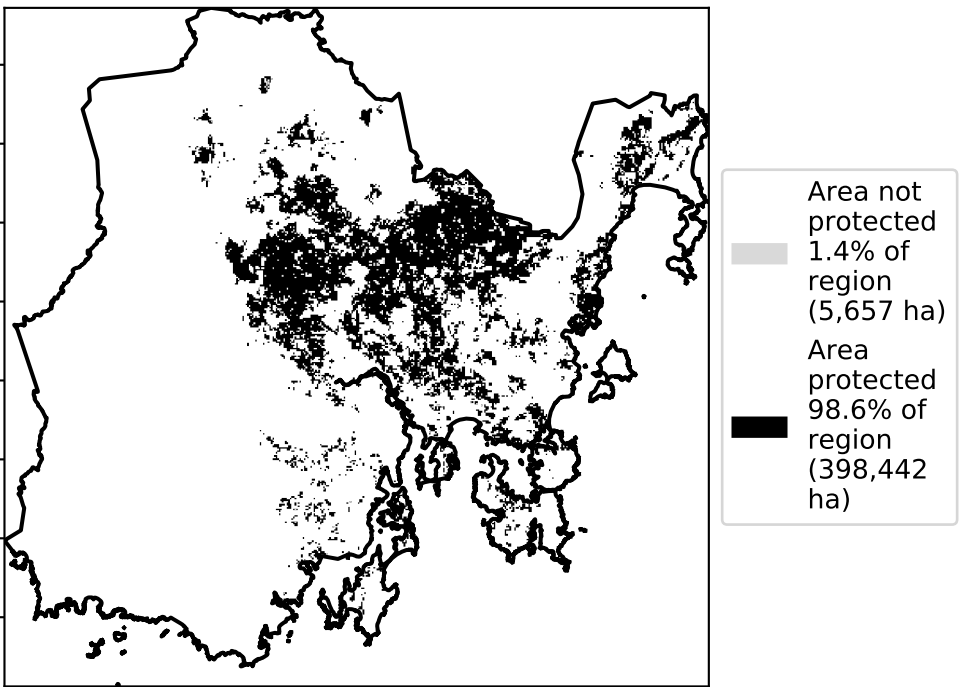 Area not
protected
1.4% of
region
(5,657 ha)
Area
protected
98.6% of
region
(398,442
ha)